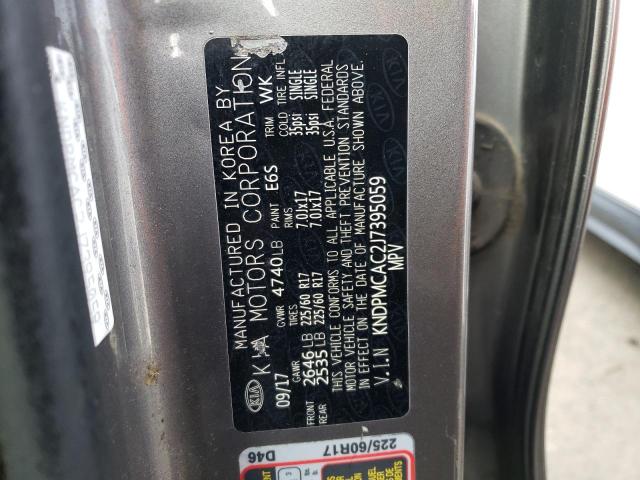 MANUFACTURED IN KOREA BY
KIA KIA MOTORS CORPORATION
09/17 GVWR 4740LB PAINT E6S TRIM WK
GAWR TIRES RIMS COLD TIRE INFL
FRONT 2646LB 225/60 R17 7.0Jx17 35psi SINGLE
REAR 2535LB 225/60 R17 7.0Jx17 35psi SINGLE
THIS VEHICLE CONFORMS TO ALL APPLICABLE U.S.A. FEDERAL
MOTOR VEHICLE SAFETY AND THEFT PREVENTION STANDARDS
IN EFFECT ON THE DATE OF MANUFACTURE SHOWN ABOVE.
V.I.N KNDPMCAC2J7395059
MPV
D46 225/60R17